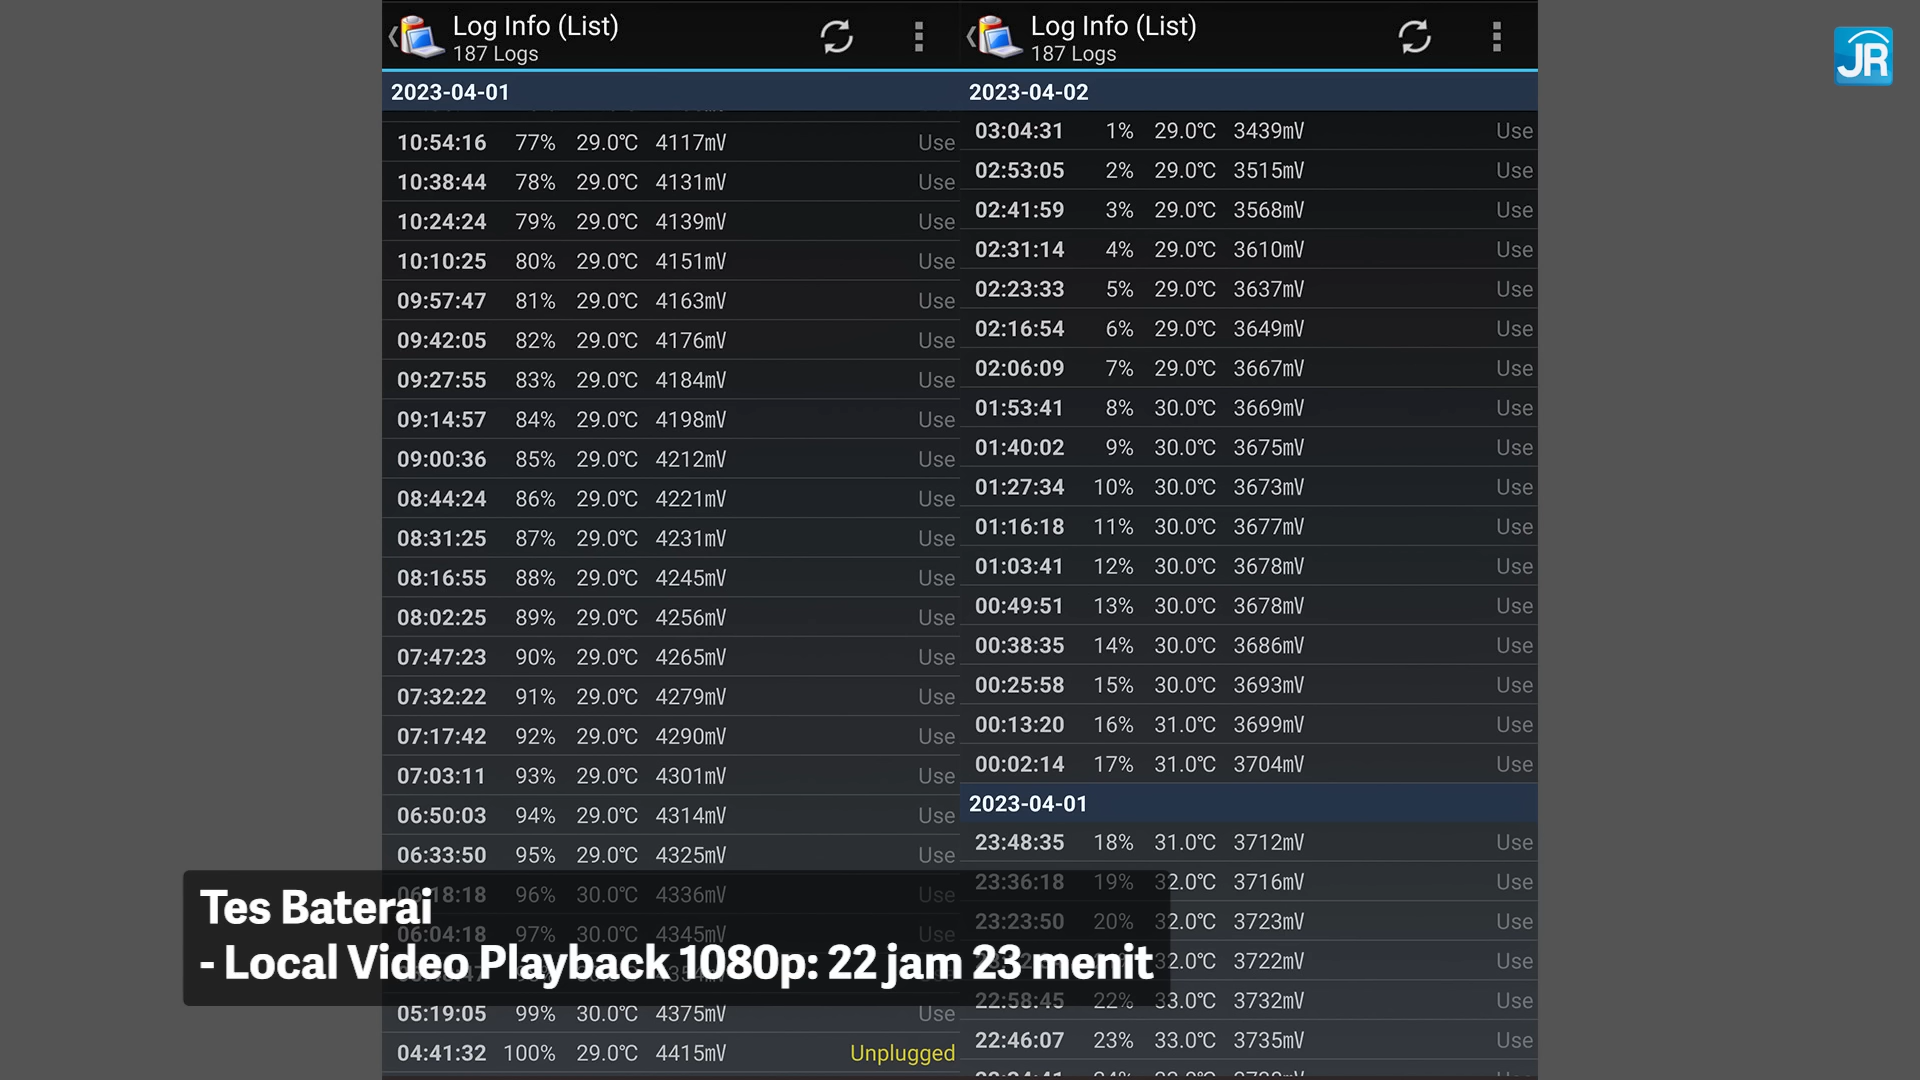 Log Info (List)
187 Logs
2023-04-01
10:54:16 77% 29.0℃ 4117mV Use
10:38:44 78% 29.0℃ 4131mV Use
10:24:24 79% 29.0℃ 4139mV Use
10:10:25 80% 29.0℃ 4151mV Use
09:57:47 81% 29.0℃ 4163mV Use
09:42:05 82% 29.0℃ 4176mV Use
09:27:55 83% 29.0℃ 4184mV Use
09:14:57 84% 29.0℃ 4198mV Use
09:00:36 85% 29.0℃ 4212mV Use
08:44:24 86% 29.0℃ 4221mV Use
08:31:25 87% 29.0℃ 4231mV Use
08:16:55 88% 29.0℃ 4245mV Use
08:02:25 89% 29.0℃ 4256mV Use
07:47:23 90% 29.0℃ 4265mV Use
07:32:22 91% 29.0℃ 4279mV Use
07:17:42 92% 29.0℃ 4290mV Use
07:03:11 93% 29.0℃ 4301mV Use
06:50:03 94% 29.0℃ 4314mV Use
06:33:50 95% 29.0℃ 4325mV Use
06:18:18 96% 30.0℃ 4336mV Use
06:04:18 97% 30.0℃ 4345mV Use
05:19:05 99% 30.0℃ 4375mV Use
04:41:32 100% 29.0℃ 4415mV Unplugged
Log Info (List)
187 Logs
2023-04-02
03:04:31 1% 29.0℃ 3439mV Use
02:53:05 2% 29.0℃ 3515mV Use
02:41:59 3% 29.0℃ 3568mV Use
02:31:14 4% 29.0℃ 3610mV Use
02:23:33 5% 29.0℃ 3637mV Use
02:16:54 6% 29.0℃ 3649mV Use
02:06:09 7% 29.0℃ 3667mV Use
01:53:41 8% 30.0℃ 3669mV Use
01:40:02 9% 30.0℃ 3675mV Use
01:27:34 10% 30.0℃ 3673mV Use
01:16:18 11% 30.0℃ 3677mV Use
01:03:41 12% 30.0℃ 3678mV Use
00:49:51 13% 30.0℃ 3678mV Use
00:38:35 14% 30.0℃ 3686mV Use
00:25:58 15% 30.0℃ 3693mV Use
00:13:20 16% 31.0℃ 3699mV Use
00:02:14 17% 31.0℃ 3704mV Use
2023-04-01
23:48:35 18% 31.0℃ 3712mV Use
23:36:18 19% 32.0℃ 3716mV Use
23:23:50 20% 32.0℃ 3723mV Use
32.0℃ 3722mV Use
22:58:45 22% 33.0℃ 3732mV Use
22:46:07 23% 33.0℃ 3735mV Use
Tes Baterai
- Local Video Playback 1080p: 22 jam 23 menit
JR